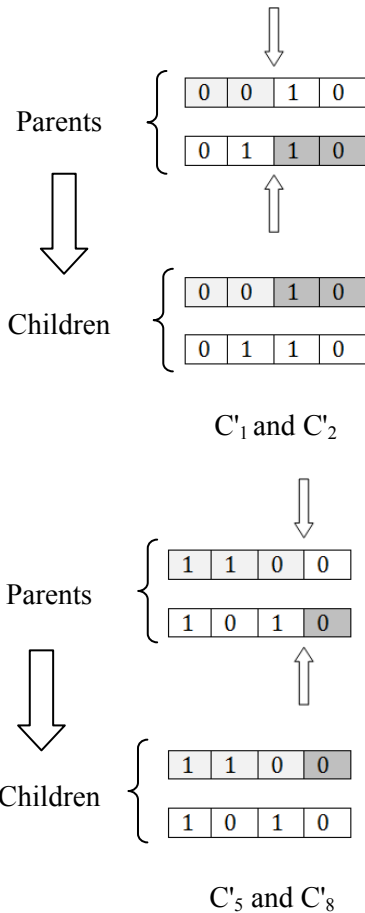 0 0 1 0
Parents
0 1 1 0
0 0 1 0
Children
0 1 1 0
C'1 and C'2
1 1 0 0
Parents
1 0 1 0
1 1 0 0
Children
1 0 1 0
C'5 and C'8